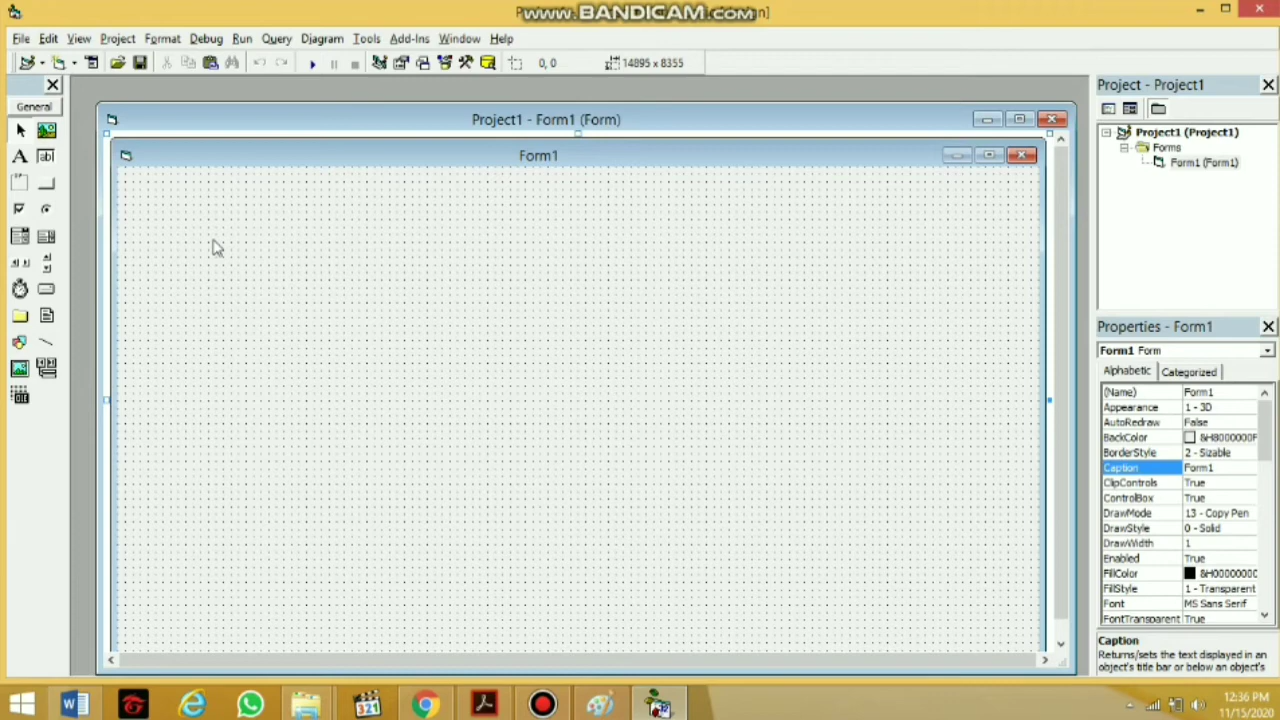 www.BANDICAM.com
File Edit View Project Format Debug Run Query Diagram Tools Add-Ins Window Help
0, 0
14895 x 8355
General
A
ab|
OLE
Project1 - Form1 (Form)
Form1
Project - Project1
Project1 (Project1)
Forms
Form1 (Form1)
Properties - Form1
Form1 Form
Alphabetic Categorized
(Name) Form1
Appearance 1 - 3D
AutoRedraw False
BackColor &H8000000F
BorderStyle 2 - Sizable
Caption Form1
ClipControls True
ControlBox True
DrawMode 13 - Copy Pen
DrawStyle 0 - Solid
DrawWidth 1
Enabled True
FillColor &H0000000
FillStyle 1 - Transparent
Font MS Sans Serif
FontTransparent True
Caption
Returns/sets the text displayed in an
object's title bar or below an object's
W
321
12:36 PM
11/15/2020